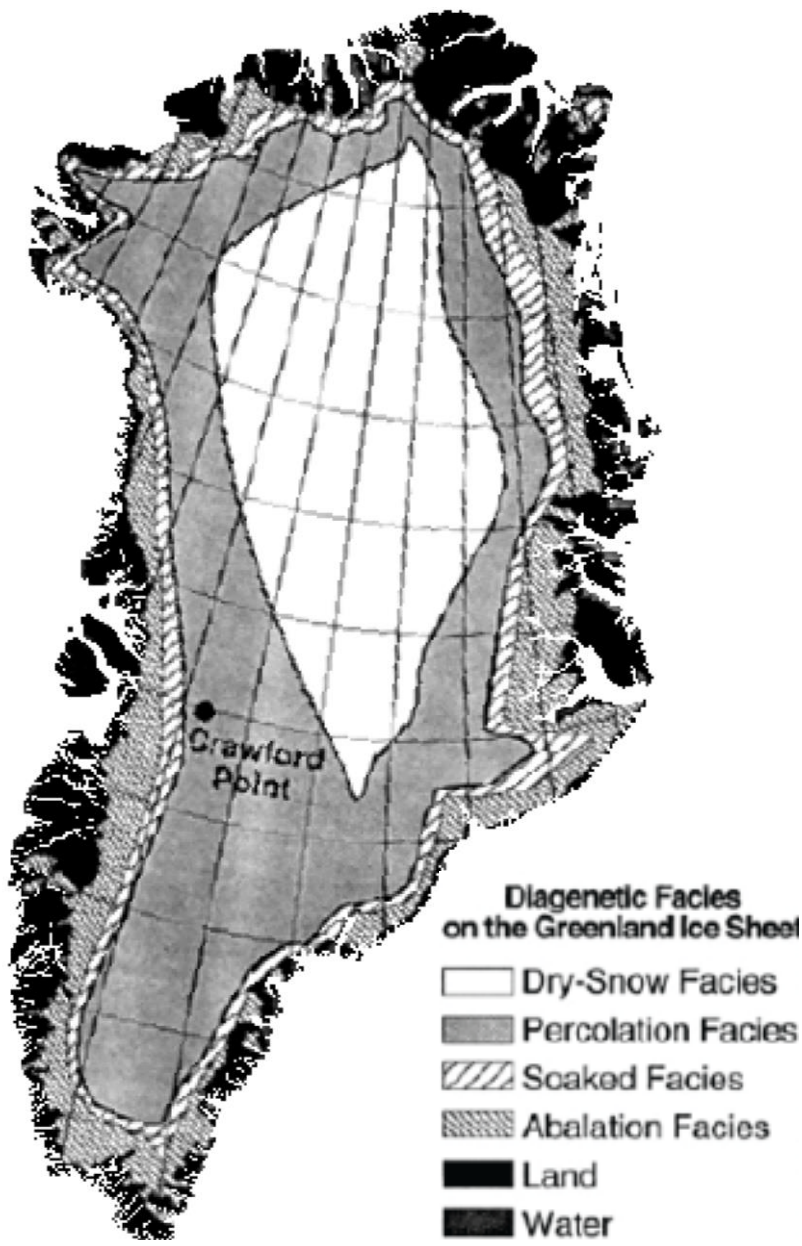 Crawford
Point
Diagenetic Facies
on the Greenland Ice Sheet
Dry-Snow Facies
Percolation Facies
Soaked Facies
Abalation Facies
Land
Water